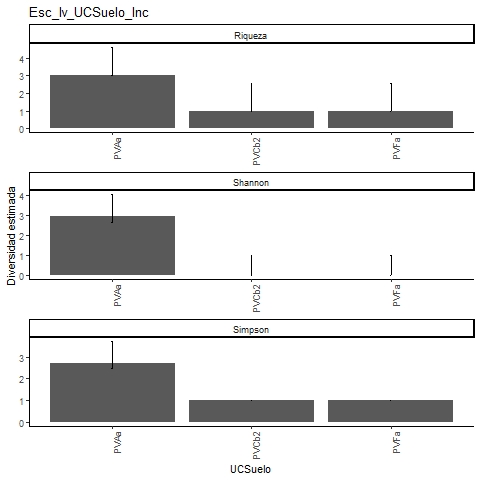 Esc_Iv_UCSuelo_Inc
Riqueza
4
3
2
1
0
PVAa
PVCb2
PVFa
Shannon
4
3
2
1
0
PVAa
PVCb2
PVFa
Simpson
3
2
1
0
PVAa
PVCb2
PVFa
Diversidad estimada
UCSuelo